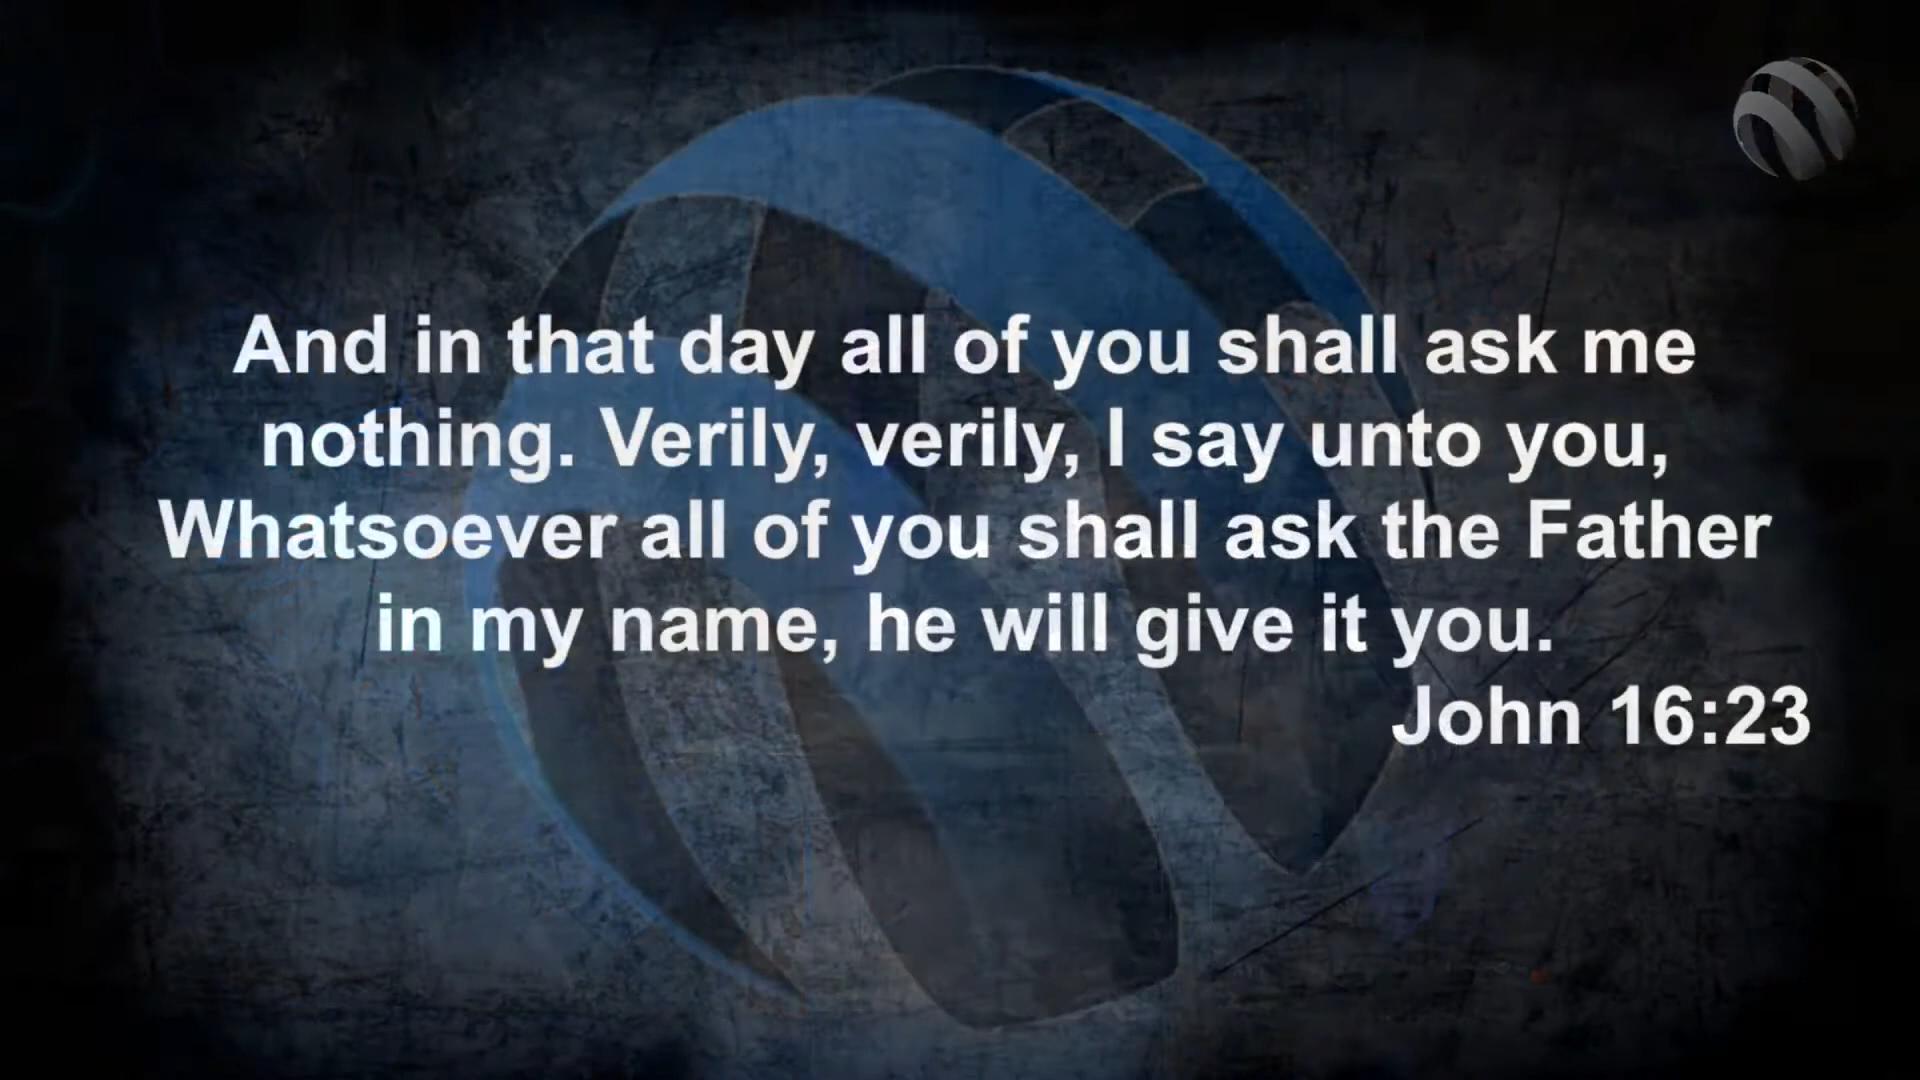 And in that day all of you shall ask me
nothing. Verily, verily, I say unto you,
Whatsoever all of you shall ask the Father
in my name, he will give it you.
John 16:23